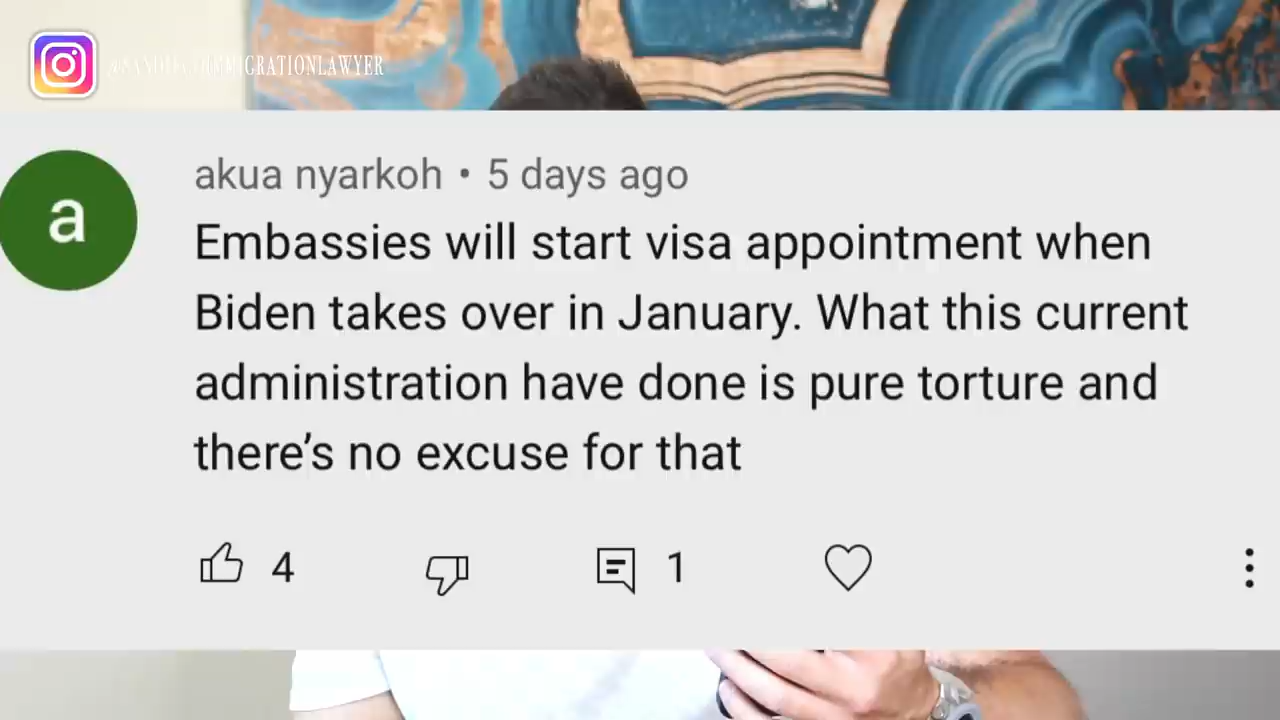 akua nyarkoh • 5 days ago
a
Embassies will start visa appointment when
Biden takes over in January. What this current
administration have done is pure torture and
there’s no excuse for that
4
1